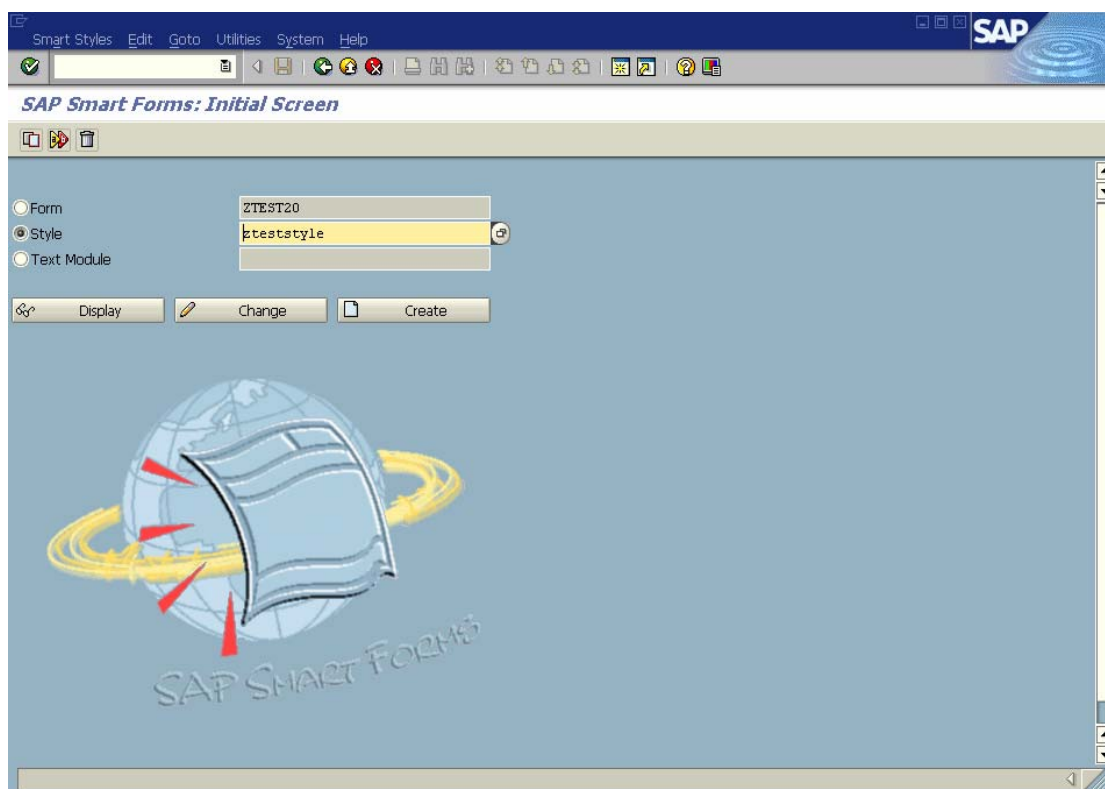 Smart Styles Edit Goto Utilities System Help
SAP
SAP Smart Forms: Initial Screen
Form ZTEST20
Style zteststyle
Text Module
Display Change Create
SAP SMART FORMS